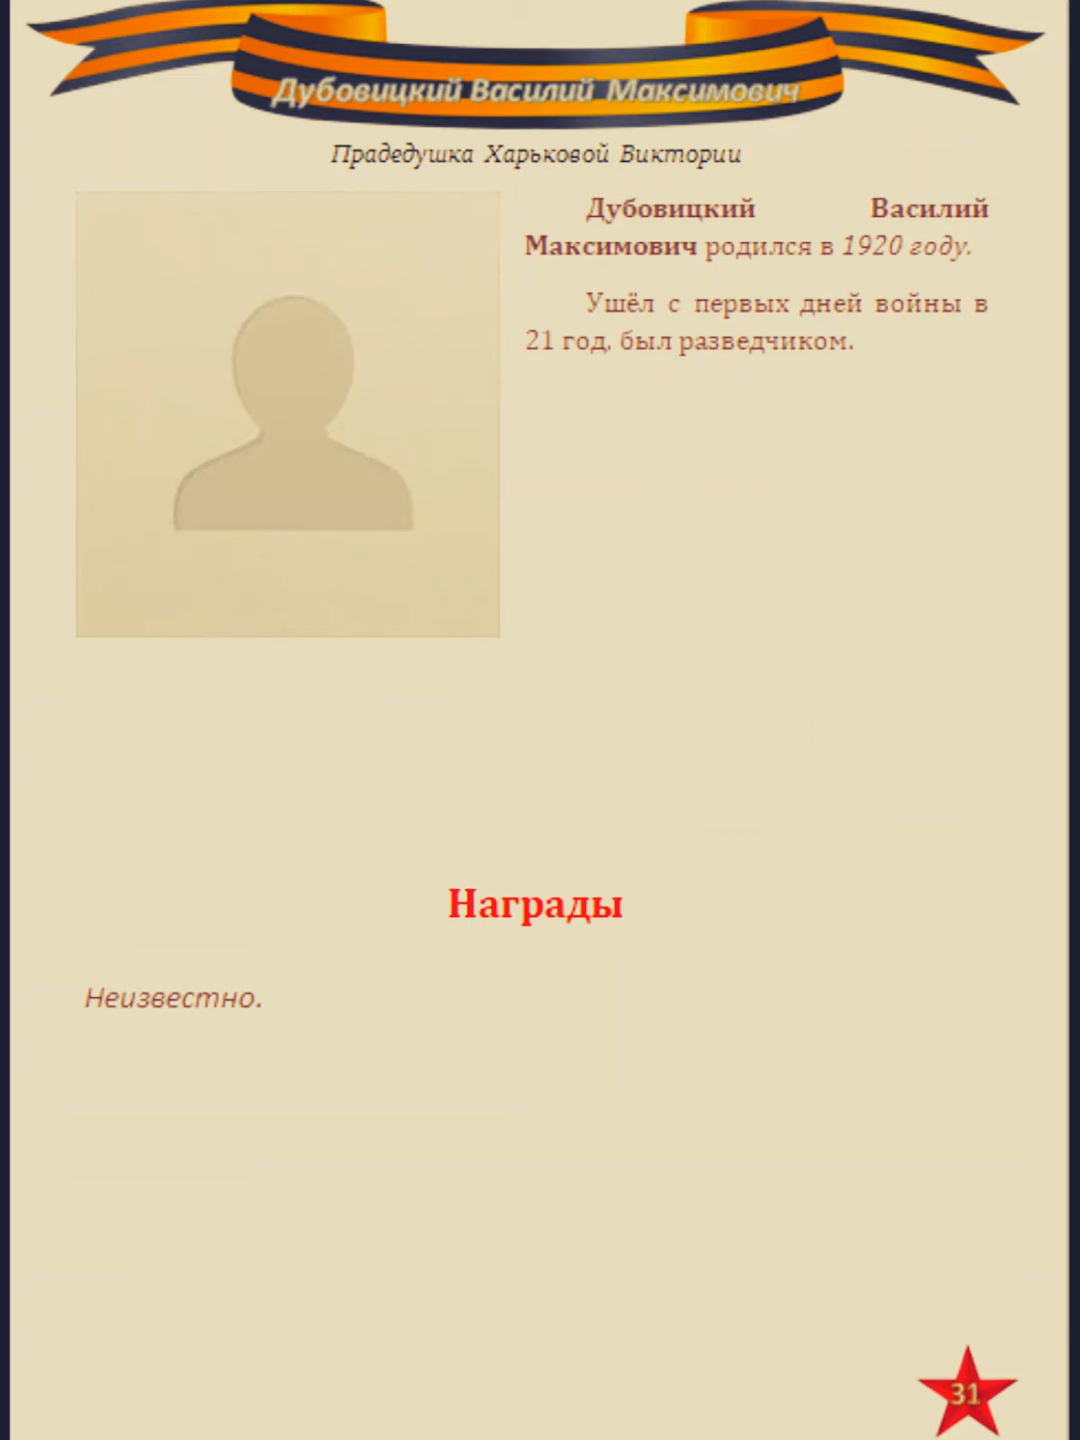 Дубовицкий Василий Максимович
Прадедушка Харьковой Виктории
Дубовицкий Василий
Максимович родился в 1920 году.
Ушёл с первых дней войны в
21 год, был разведчиком.
Награды
Неизвестно.
31